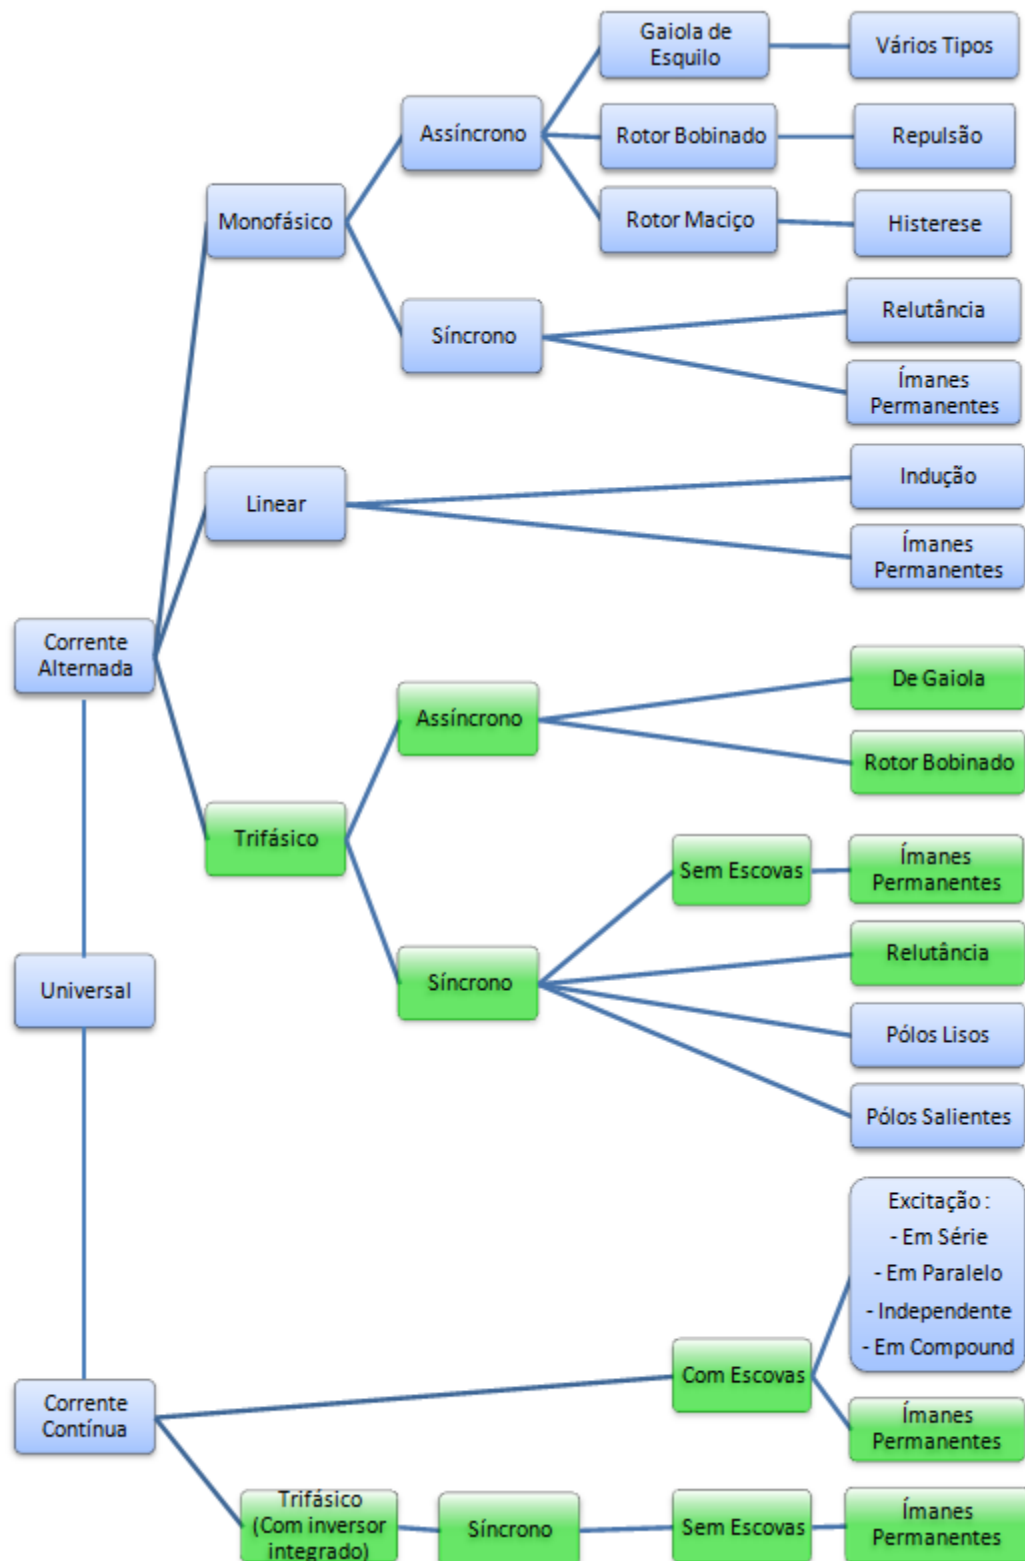 Gaiola de
Esquilo
Vários Tipos
Assíncrono
Rotor Bobinado
Repulsão
Monofásico
Rotor Maciço
Histerese
Síncrono
Relutância
Ímanes
Permanentes
Linear
Indução
Ímanes
Permanentes
Corrente
Alternada
De Gaiola
Assíncrono
Rotor Bobinado
Trifásico
Sem Escovas
Ímanes
Permanentes
Síncrono
Relutância
Universal
Pólos Lisos
Pólos Salientes
Excitação :
- Em Série
- Em Paralelo
- Independente
- Em Compound
Com Escovas
Corrente
Contínua
Ímanes
Permanentes
Trifásico
(Com inversor
integrado)
Síncrono
Sem Escovas
Ímanes
Permanentes